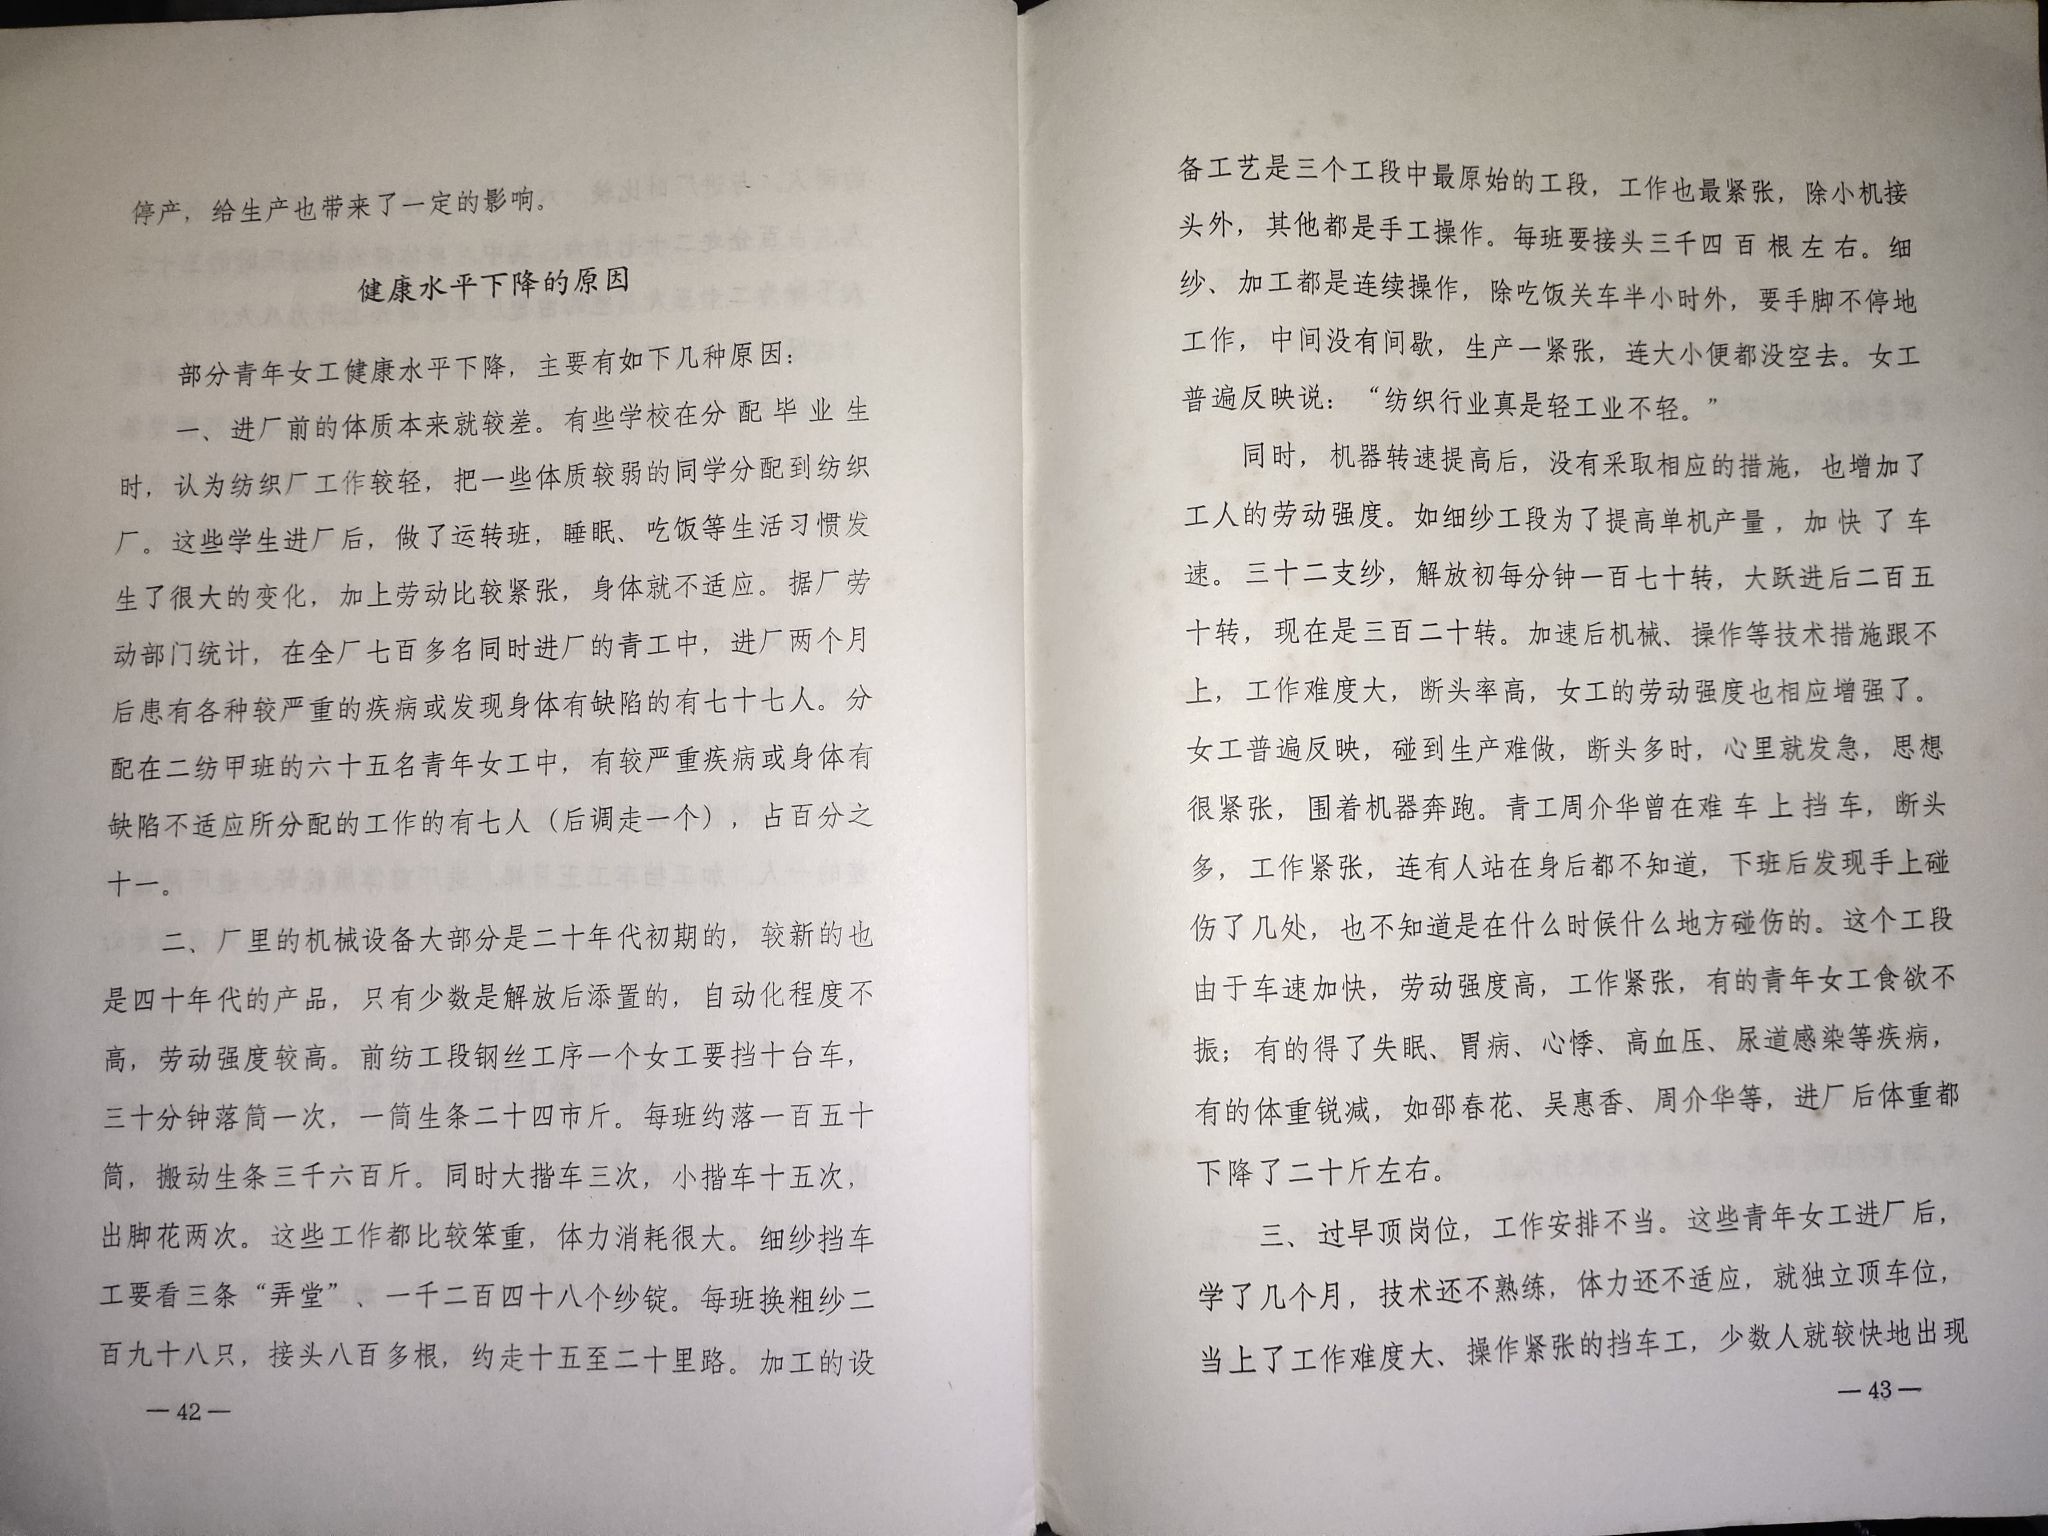 停产，给生产也带来了一定的影响。
健康水平下降的原因
部分青年女工健康水平下降，主要有如下几种原因：
一、进厂前的体质本来就较差。有些学校在分配毕业生
时，认为纺织厂工作较轻，把一些体质较弱的同学分配到纺织
厂。这些学生进厂后，做了运转班，睡眠、吃饭等生活习惯发
生了很大的变化，加上劳动比较紧张，身体就不适应。据厂劳
动部门统计，在全厂七百多名同时进厂的青工中，进厂两个月
后患有各种较严重的疾病或发现身体有缺陷的有七十七人。分
配在二纺甲班的六十五名青年女工中，有较严重疾病或身体有
缺陷不适应所分配的工作的有七人（后调走一个），占百分之
十一。
二、厂里的机械设备大部分是二十年代初期的，较新的也
是四十年代的产品，只有少数是解放后添置的，自动化程度不
高，劳动强度较高。前纺工段钢丝工序一个女工要挡十台车，
三十分钟落筒一次，一筒生条二十四市斤。每班约落一百五十
筒，搬动生条三千六百斤。同时大揩车三次，小揩车十五次，
出脚花两次。这些工作都比较笨重，体力消耗很大。细纱挡车
工要看三条“弄堂”、一千二百四十八个纱锭。每班换粗纱二
百九十八只，接头八百多根，约走十五至二十里路。加工的设
—42—
备工艺是三个工段中最原始的工段，工作也最紧张，除小机接
头外，其他都是手工操作。每班要接头三千四百根左右。细
纱、加工都是连续操作，除吃饭关车半小时外，要手脚不停地
工作，中间没有间歇，生产一紧张，连大小便都没空去。女工
普遍反映说：“纺织行业真是轻工业不轻。”
同时，机器转速提高后，没有采取相应的措施，也增加了
工人的劳动强度。如细纱工段为了提高单机产量，加快了车
速。三十二支纱，解放初每分钟一百七十转，大跃进后二百五
十转，现在是三百二十转。加速后机械、操作等技术措施跟不
上，工作难度大，断头率高，女工的劳动强度也相应增强了。
女工普遍反映，碰到生产难做，断头多时，心里就发急，思想
很紧张，围着机器奔跑。青工周介华曾在难车上挡车，断头
多，工作紧张，连有人站在身后都不知道，下班后发现手上碰
伤了几处，也不知道是在什么时候什么地方碰伤的。这个工段
由于车速加快，劳动强度高，工作紧张，有的青年女工食欲不
振；有的得了失眠、胃病、心悸、高血压、尿道感染等疾病，
有的体重锐减，如邵春花、吴惠香、周介华等，进厂后体重都
下降了二十斤左右。
三、过早顶岗位，工作安排不当。这些青年女工进厂后，
学了几个月，技术还不熟练，体力还不适应，就独立顶车位，
当上了工作难度大、操作紧张的挡车工，少数人就较快地出现
—43—